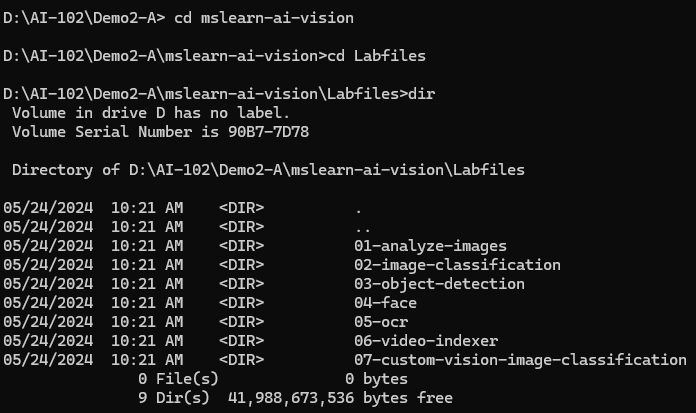 D:\AI-102\Demo2-A> cd mslearn-ai-vision
D:\AI-102\Demo2-A\mslearn-ai-vision>cd Labfiles
D:\AI-102\Demo2-A\mslearn-ai-vision\Labfiles>dir
 Volume in drive D has no label.
 Volume Serial Number is 90B7-7D78
 Directory of D:\AI-102\Demo2-A\mslearn-ai-vision\Labfiles
05/24/2024  10:21 AM    <DIR>          .
05/24/2024  10:21 AM    <DIR>          ..
05/24/2024  10:21 AM    <DIR>          01-analyze-images
05/24/2024  10:21 AM    <DIR>          02-image-classification
05/24/2024  10:21 AM    <DIR>          03-object-detection
05/24/2024  10:21 AM    <DIR>          04-face
05/24/2024  10:21 AM    <DIR>          05-ocr
05/24/2024  10:21 AM    <DIR>          06-video-indexer
05/24/2024  10:21 AM    <DIR>          07-custom-vision-image-classification
               0 File(s)              0 bytes
               9 Dir(s)  41,988,673,536 bytes free